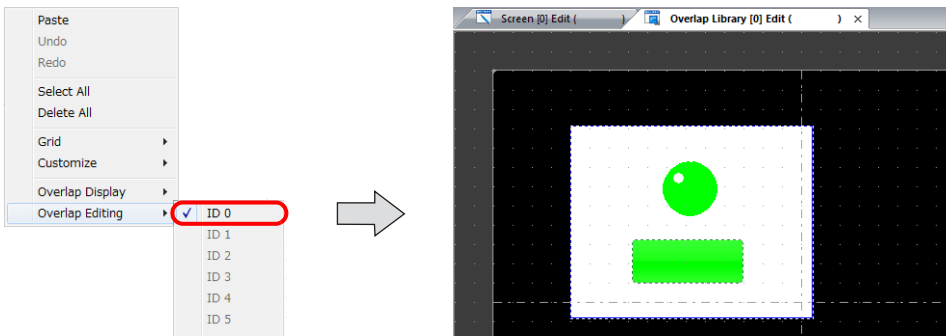 Paste
Undo
Redo
Select All
Delete All
Grid
Customize
Overlap Display
Overlap Editing
ID 0
ID 1
ID 2
ID 3
ID 4
ID 5
Screen [0] Edit ( )
Overlap Library [0] Edit ( ) ×